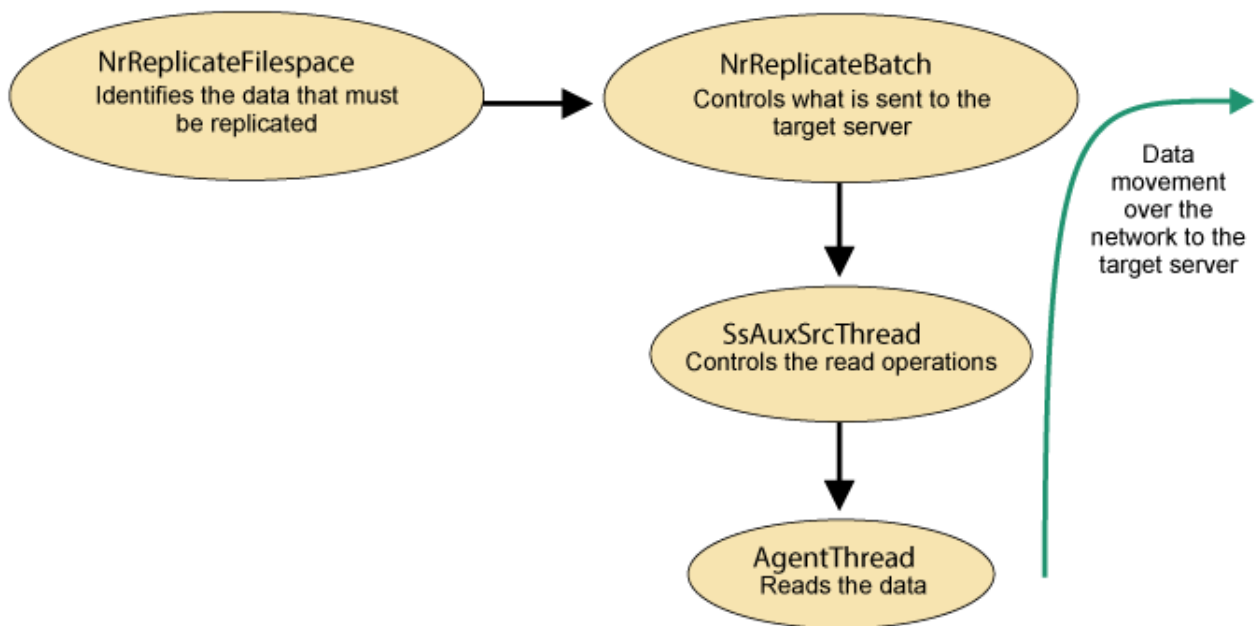 NrReplicateFilespace
Identifies the data that must
be replicated
NrReplicateBatch
Controls what is sent to the
target server
Data
movement
over the
network to the
target server
SsAuxSrcThread
Controls the read operations
AgentThread
Reads the data